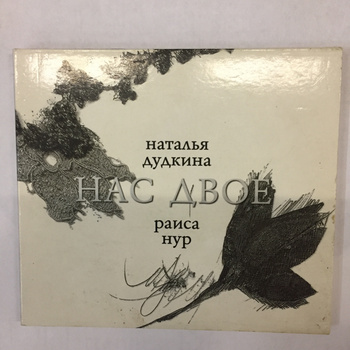 наталья
дудкина
НАС ДВОЕ
раиса
нур